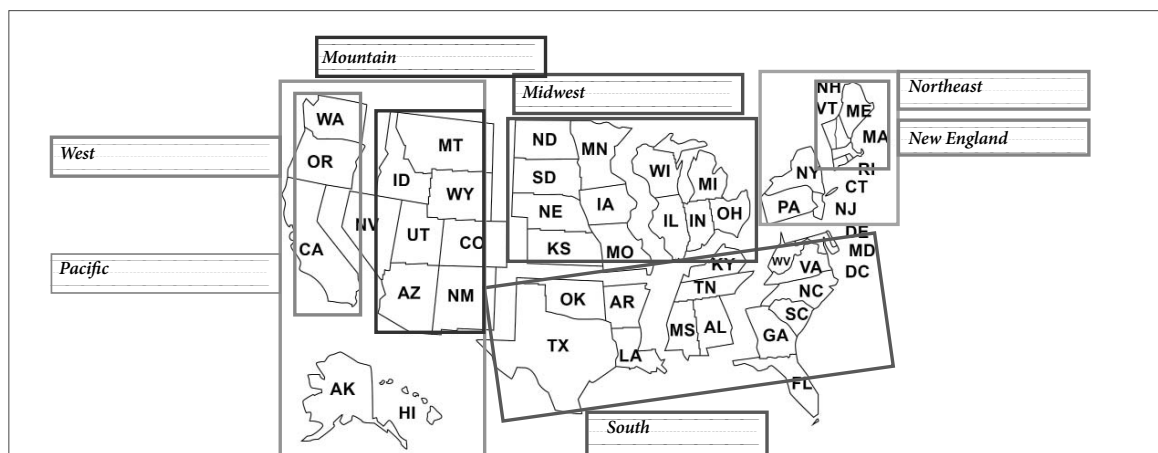 Mountain
Midwest
Northeast
New England
West
Pacific
South
WA
OR
CA
NV
ID
MT
WY
UT
CO
AZ
NM
AK
HI
ND
SD
NE
KS
MN
IA
MO
WI
IL
MI
IN
OH
NH
VT
ME
MA
RI
CT
NY
PA
NJ
DE
MD
DC
KY
WV
VA
TN
NC
SC
OK
AR
TX
LA
MS
AL
GA
FL